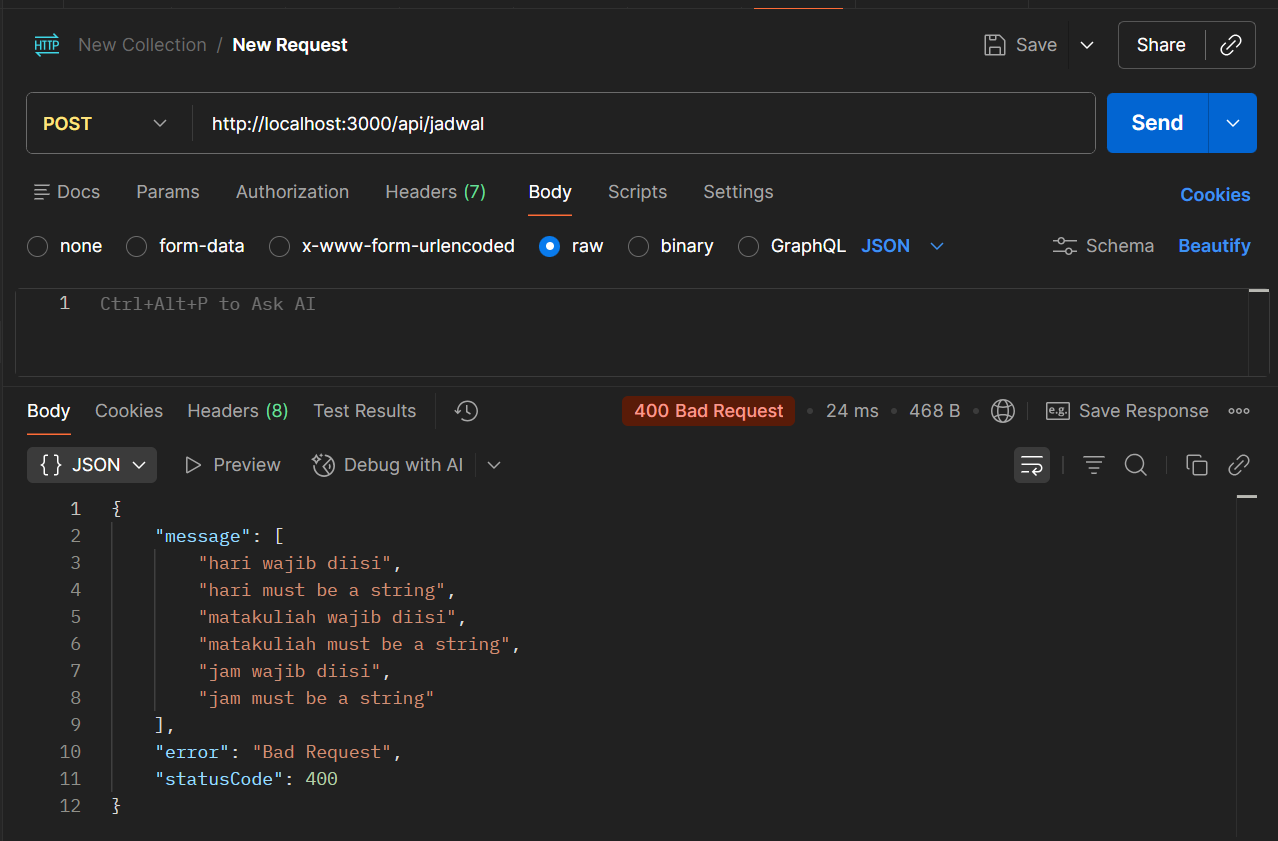 HTTP New Collection / New Request Save Share
POST http://localhost:3000/api/jadwal Send
Docs Params Authorization Headers (7) Body Scripts Settings Cookies
none form-data x-www-form-urlencoded raw binary GraphQL JSON Schema Beautify
1 Ctrl+Alt+P to Ask AI
Body Cookies Headers (8) Test Results 400 Bad Request • 24 ms • 468 B • e.g. Save Response
{} JSON Preview Debug with AI
1 {
2 "message": [
3 "hari wajib diisi",
4 "hari must be a string",
5 "matakuliah wajib diisi",
6 "matakuliah must be a string",
7 "jam wajib diisi",
8 "jam must be a string"
9 ],
10 "error": "Bad Request",
11 "statusCode": 400
12 }